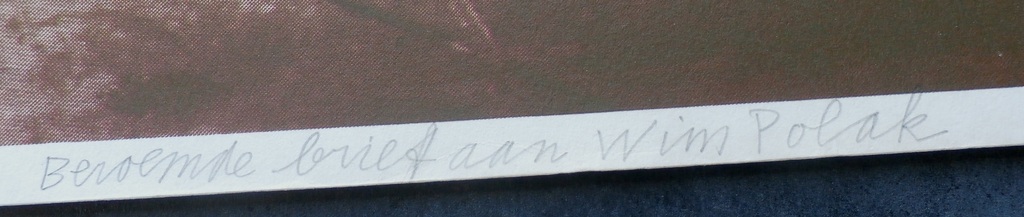 Beroemde brief aan Wim Polak